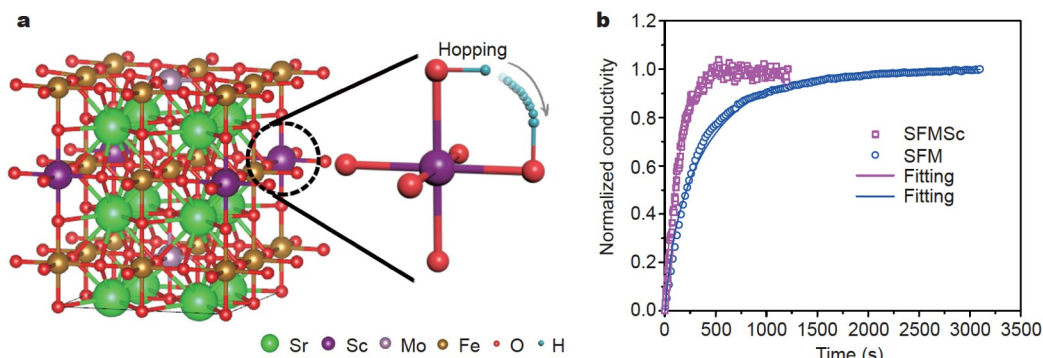 a
Hopping
Sr Sc Mo Fe O H
b
Normalized conductivity
1.2
1.0
0.8
0.6
0.4
0.2
0.0
SFMSc
SFM
Fitting
Fitting
0 500 1000 1500 2000 2500 3000 3500
Time (s)